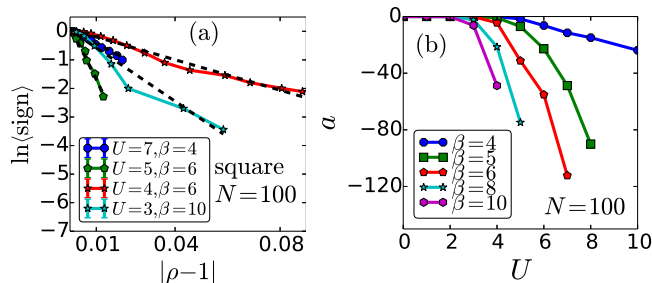 (a)
0
−1
−2
−3
−4
−5
−6
−7
ln⟨sign⟩
U=7,β=4
U=5,β=6
U=4,β=6
U=3,β=10
square
N=100
0.01 0.04 0.08
|ρ−1|
(b)
0
−40
−80
−120
a
β=4
β=5
β=6
β=8
β=10
N=100
0 2 4 6 8 10
U